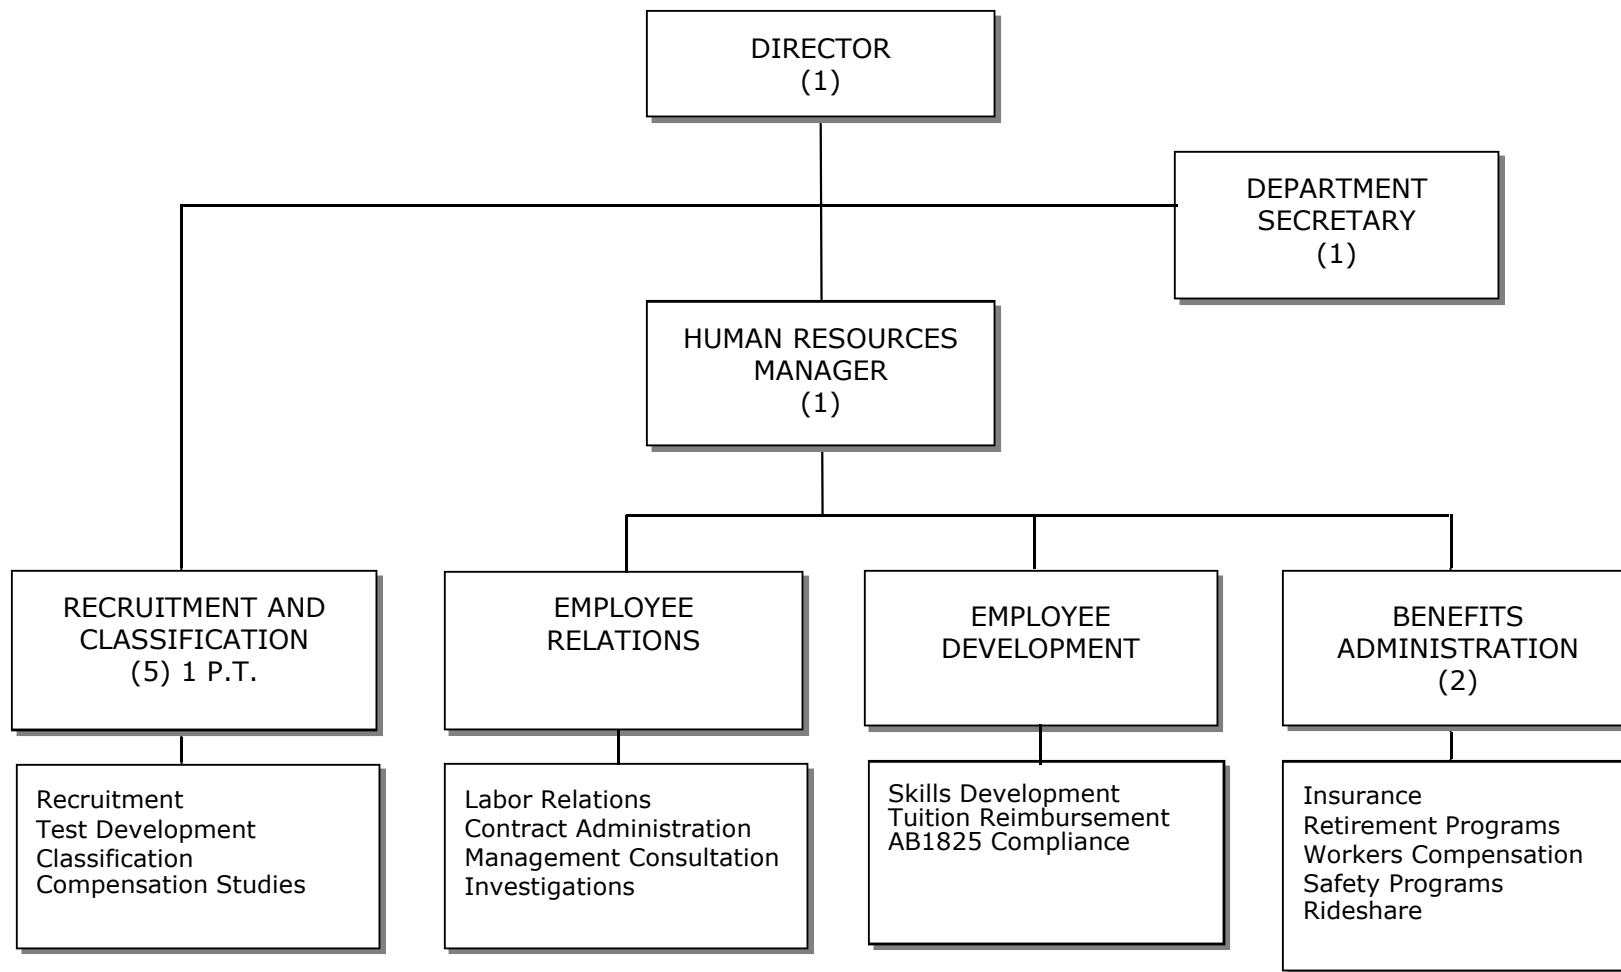 DIRECTOR
(1)
DEPARTMENT
SECRETARY
(1)
HUMAN RESOURCES
MANAGER
(1)
RECRUITMENT AND
CLASSIFICATION
(5) 1 P.T.
EMPLOYEE
RELATIONS
EMPLOYEE
DEVELOPMENT
BENEFITS
ADMINISTRATION
(2)
Recruitment
Test Development
Classification
Compensation Studies
Labor Relations
Contract Administration
Management Consultation
Investigations
Skills Development
Tuition Reimbursement
AB1825 Compliance
Insurance
Retirement Programs
Workers Compensation
Safety Programs
Rideshare